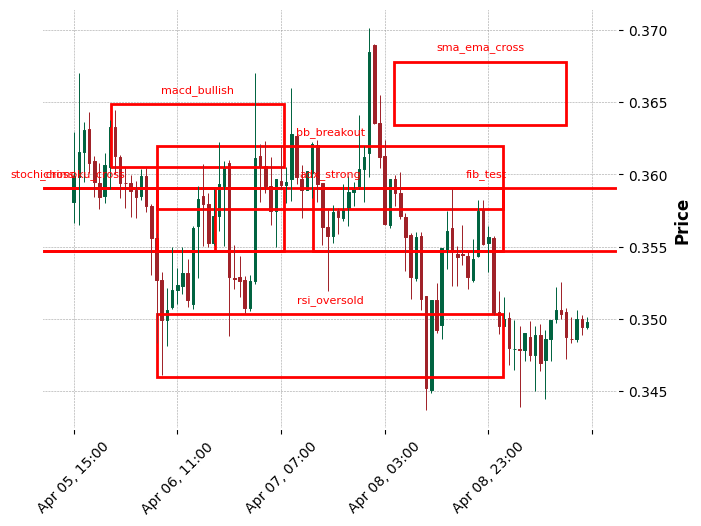 sma_ema_cross
macd_bullish
bb_breakout
fib_test
rsi_oversold
0.370
0.365
0.360
0.355
0.350
0.345
Price
Apr 05, 15:00
Apr 06, 11:00
Apr 07, 07:00
Apr 08, 03:00
Apr 08, 23:00